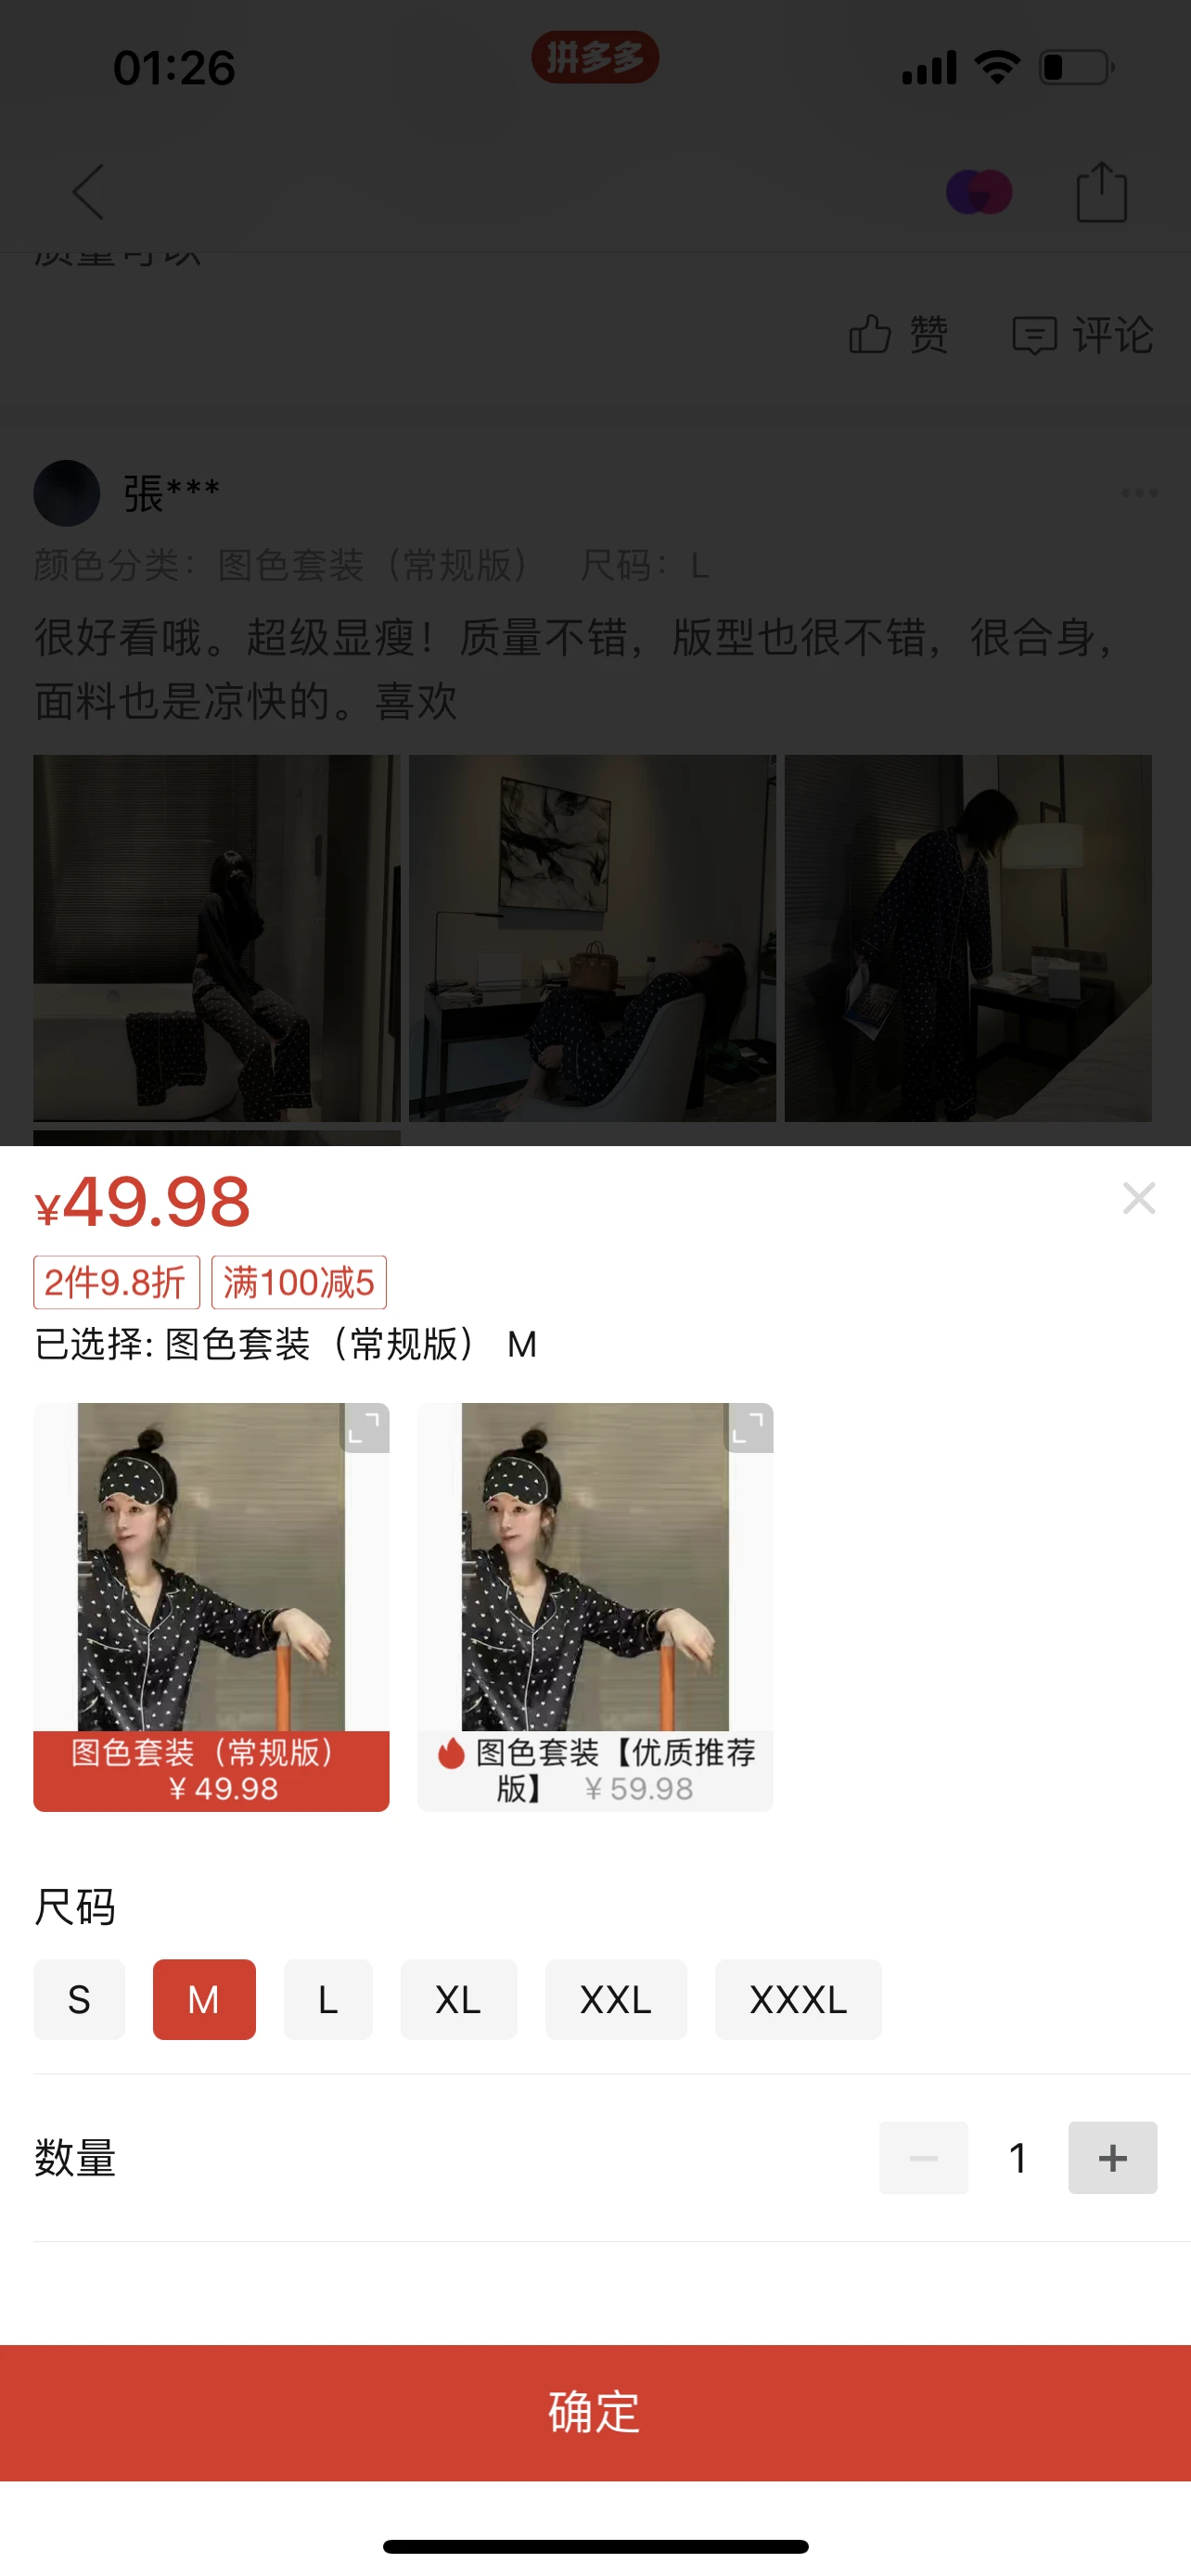 01:26
拼多多
质量可以
赞
评论
張***
颜色分类：图色套装（常规版） 尺码：L
很好看哦。超级显瘦！质量不错，版型也很不错，很合身，
面料也是凉快的。喜欢
¥49.98
2件9.8折 满100减5
已选择: 图色套装（常规版） M
图色套装（常规版）
¥ 49.98
图色套装【优质推荐
版】 ¥ 59.98
尺码
S M L XL XXL XXXL
数量
1
确定